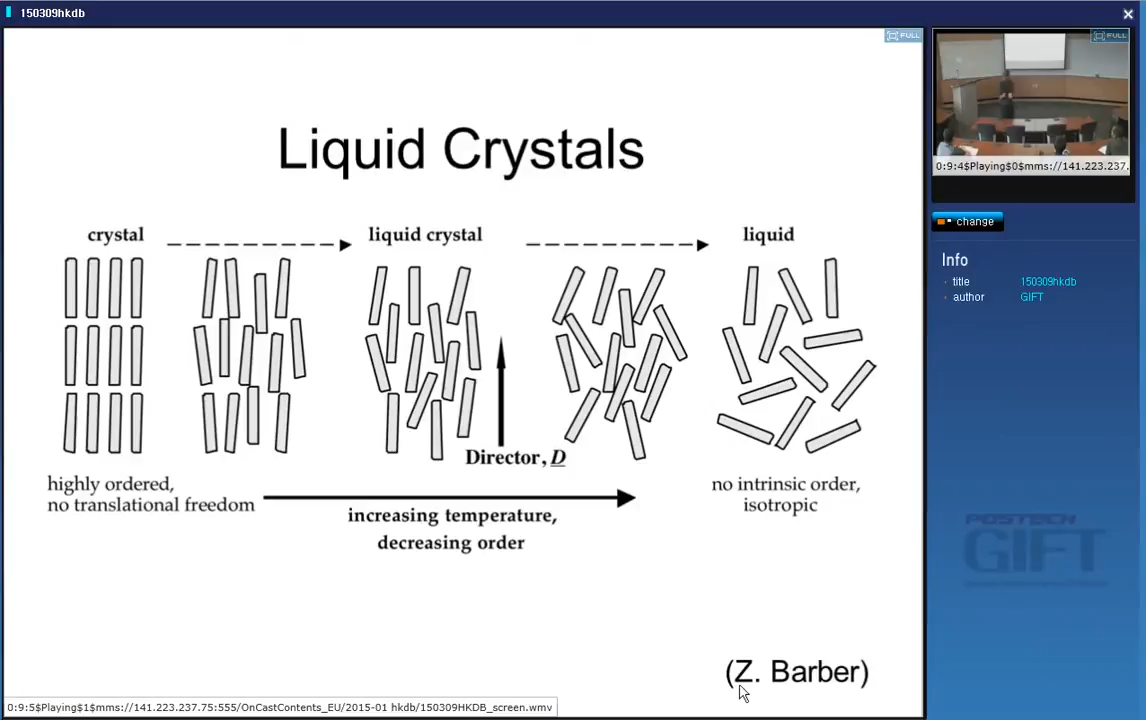 150309hkdb
FULL
FULL
Liquid Crystals
crystal
liquid crystal
liquid
Director, D
highly ordered,
no translational freedom
increasing temperature,
decreasing order
no intrinsic order,
isotropic
(Z. Barber)
0:9:5$Playing$1$mms://141.223.237.75:555/OnCastContents_EU/2015-01 hkdb/150309HKDB_screen.wmv
0:9:4$Playing$0$mms://141.223.237.
change
Info
title 150309hkdb
author GIFT
POSTECH
GIFT